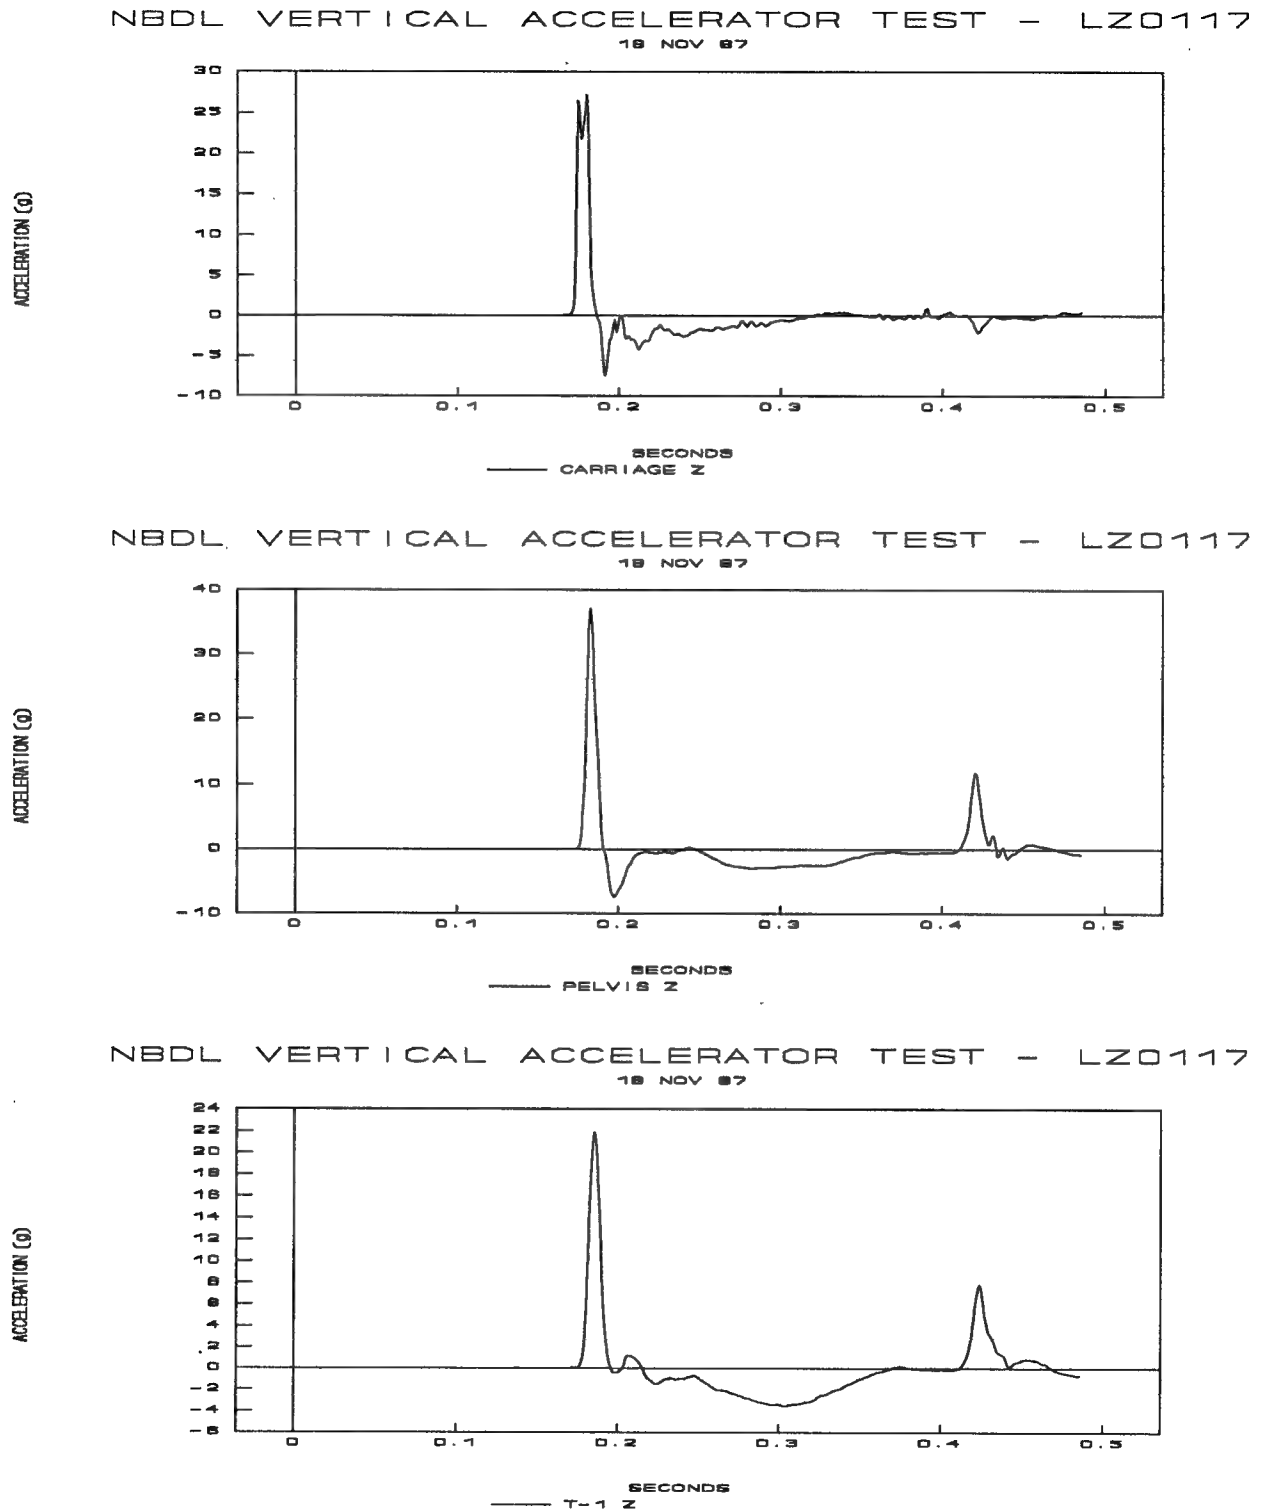 NBDL VERTICAL ACCELERATOR TEST - LZ0117
18 NOV 87
ACCELERATION (g)
30
25
20
15
10
5
0
-5
-10
0 0.1 0.2 0.3 0.4 0.5
SECONDS
CARRIAGE Z
NBDL VERTICAL ACCELERATOR TEST - LZ0117
18 NOV 87
ACCELERATION (g)
40
30
20
10
0
-10
0 0.1 0.2 0.3 0.4 0.5
SECONDS
PELVIS Z
NBDL VERTICAL ACCELERATOR TEST - LZ0117
18 NOV 87
ACCELERATION (g)
24
22
20
18
16
14
12
10
8
6
4
2
0
-2
-4
-6
0 0.1 0.2 0.3 0.4 0.5
SECONDS
T-1 Z